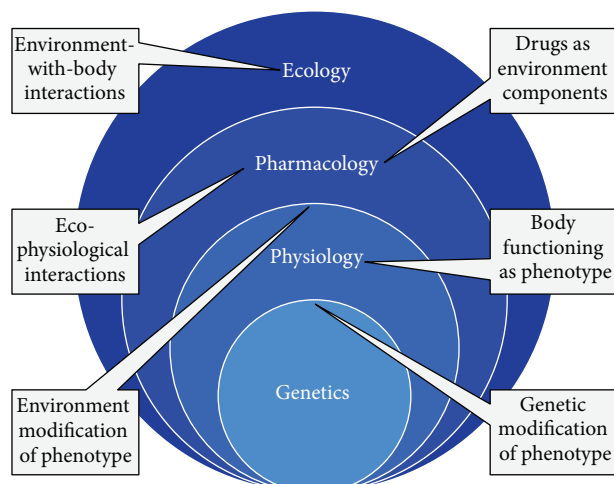 Environment-
with-body
interactions
Ecology
Drugs as
environment
components
Pharmacology
Eco-
physiological
interactions
Physiology
Body
functioning
as phenotype
Environment
modification
of phenotype
Genetics
Genetic
modification
of phenotype